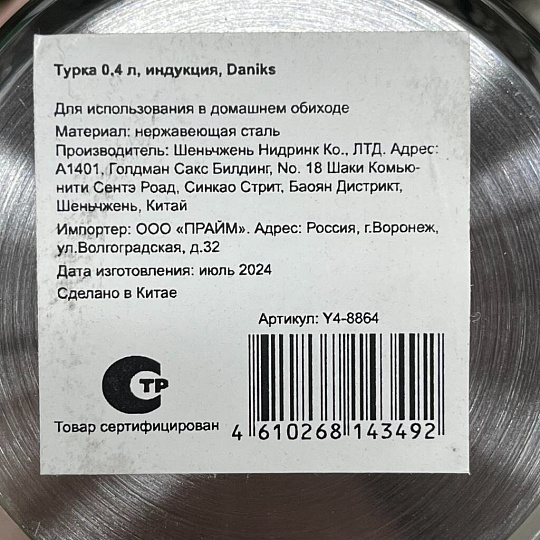 Турка 0,4 л, индукция, Daniks
Для использования в домашнем обиходе
Материал: нержавеющая сталь
Производитель: Шеньчжень Нидринк Ко., ЛТД. Адрес:
А1401, Голдман Сакс Билдинг, No. 18 Шаки Комью-
нити Сентэ Роад, Синкао Стрит, Баоян Дистрикт,
Шеньчжень, Китай
Импортер: ООО «ПРАЙМ». Адрес: Россия, г.Воронеж,
ул.Волгоградская, д.32
Дата изготовления: июль 2024
Сделано в Китае
Артикул: Y4-8864
СТР
Товар сертифицирован
4 610268 143492